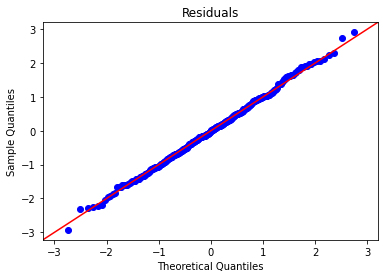 Residuals
3
2
1
0
−1
−2
−3
Sample Quantiles
−3 −2 −1 0 1 2 3
Theoretical Quantiles